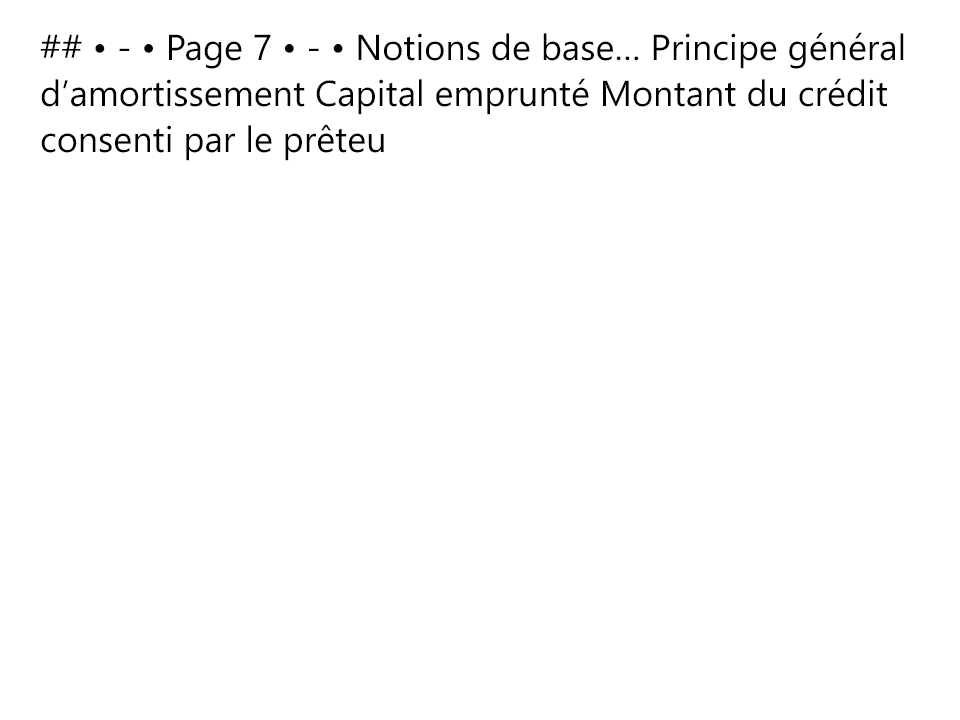 ## • - • Page 7 • - • Notions de base… Principe général
d’amortissement Capital emprunté Montant du crédit
consenti par le prêteu